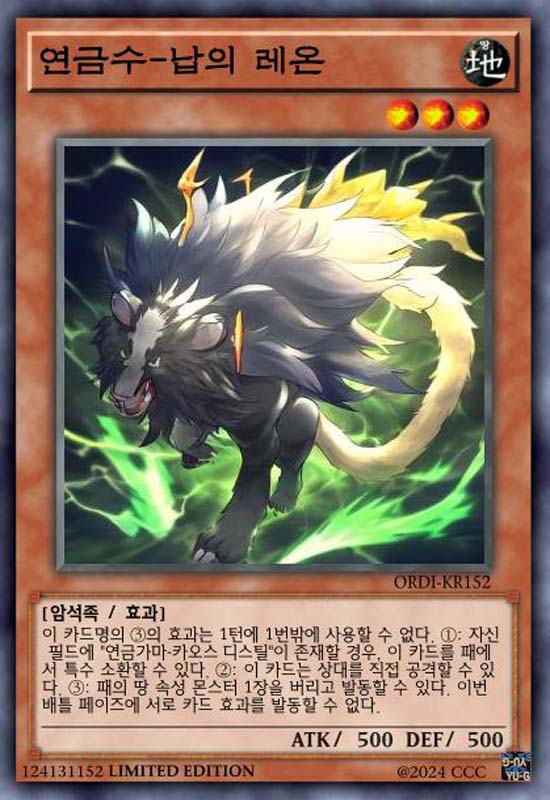 연금수-납의 레온
땅
地
ORDI-KR152
[암석족 / 효과]
이 카드명의 ③의 효과는 1턴에 1번밖에 사용할 수 없다. ①: 자신
필드에 "연금가마-카오스 디스틸"이 존재할 경우, 이 카드를 패에
서 특수 소환할 수 있다. ②: 이 카드는 상대를 직접 공격할 수 있
다. ③: 패의 땅 속성 몬스터 1장을 버리고 발동할 수 있다. 이번
배틀 페이즈에 서로 카드 효과를 발동할 수 없다.
ATK/ 500 DEF/ 500
124131152 LIMITED EDITION
@2024 CCC
YU-G
YU-G